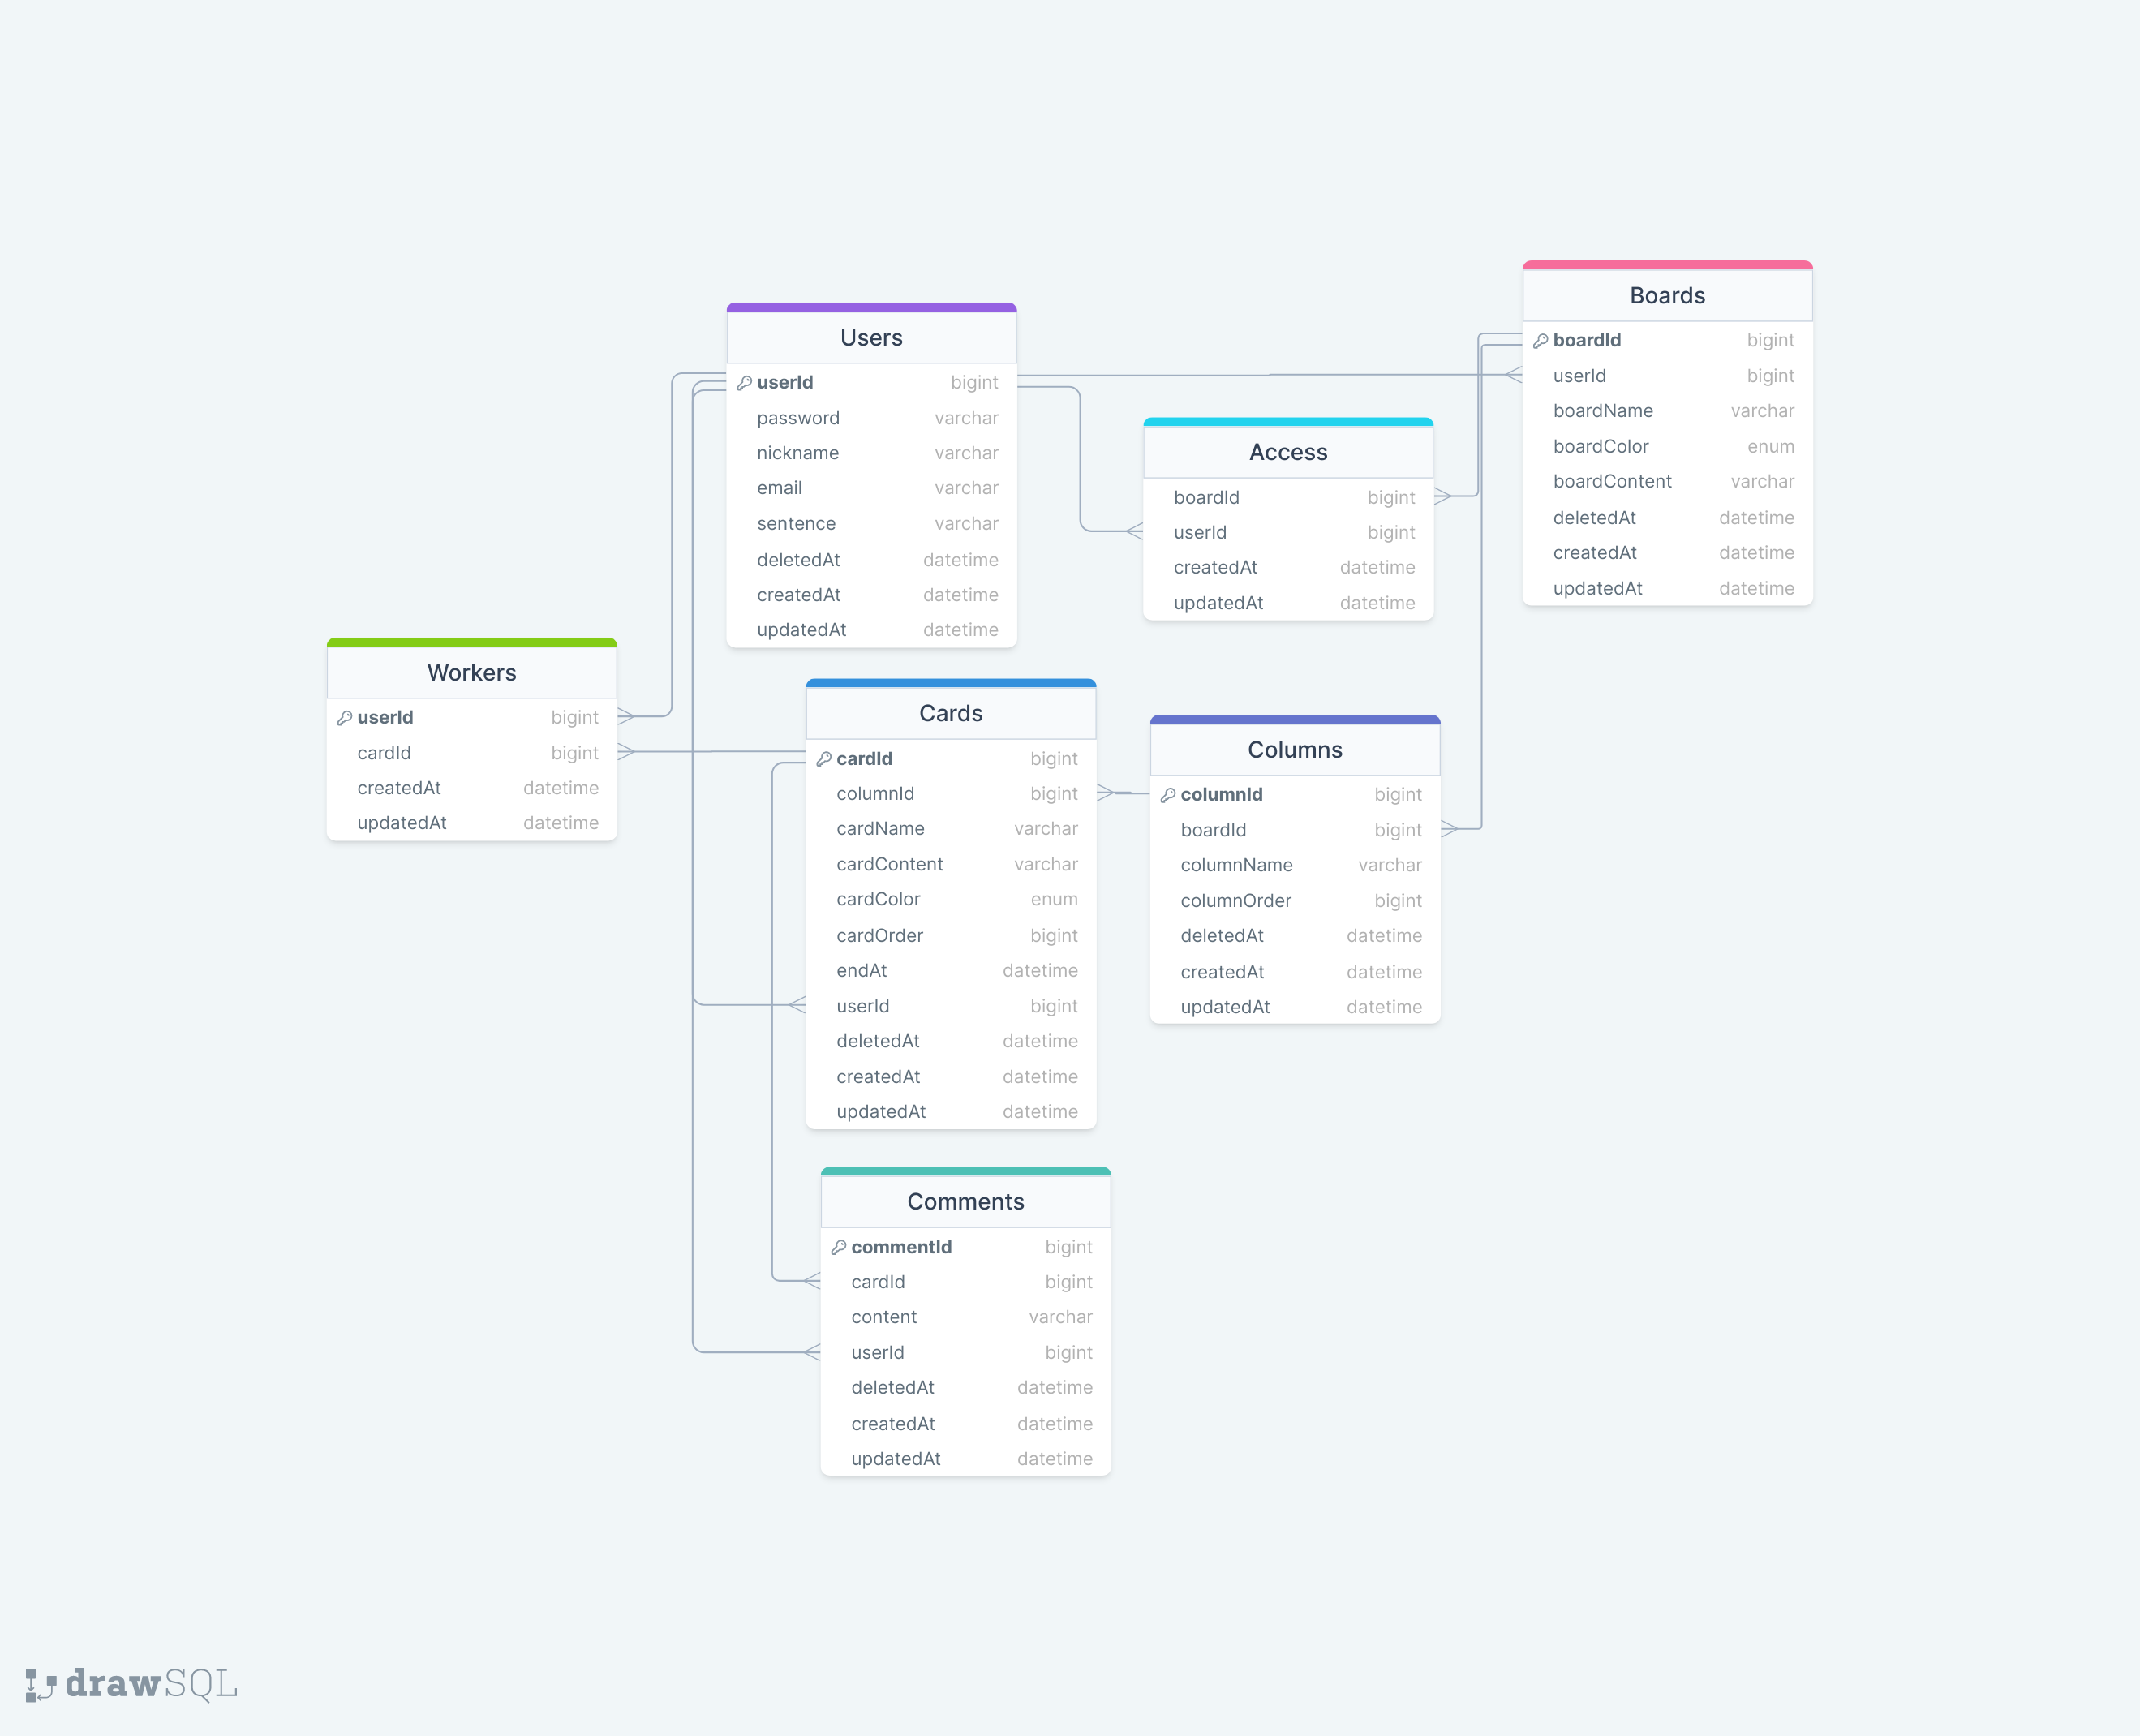 Boards
boardId bigint
userId bigint
boardName varchar
boardColor enum
boardContent varchar
deletedAt datetime
createdAt datetime
updatedAt datetime
Users
userId bigint
password varchar
nickname varchar
email varchar
sentence varchar
deletedAt datetime
createdAt datetime
updatedAt datetime
Access
boardId bigint
userId bigint
createdAt datetime
updatedAt datetime
Workers
userId bigint
cardId bigint
createdAt datetime
updatedAt datetime
Cards
cardId bigint
columnId bigint
cardName varchar
cardContent varchar
cardColor enum
cardOrder bigint
endAt datetime
userId bigint
deletedAt datetime
createdAt datetime
updatedAt datetime
Columns
columnId bigint
boardId bigint
columnName varchar
columnOrder bigint
deletedAt datetime
createdAt datetime
updatedAt datetime
Comments
commentId bigint
cardId bigint
content varchar
userId bigint
deletedAt datetime
createdAt datetime
updatedAt datetime
drawSQL